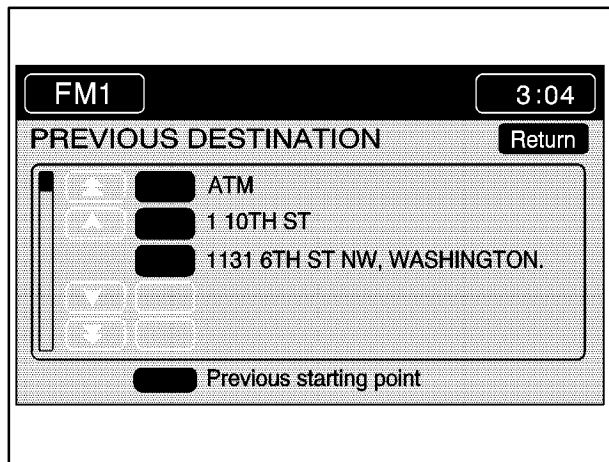 FM1 3:04
PREVIOUS DESTINATION Return
ATM
1 10TH ST
1131 6TH ST NW, WASHINGTON.
Previous starting point